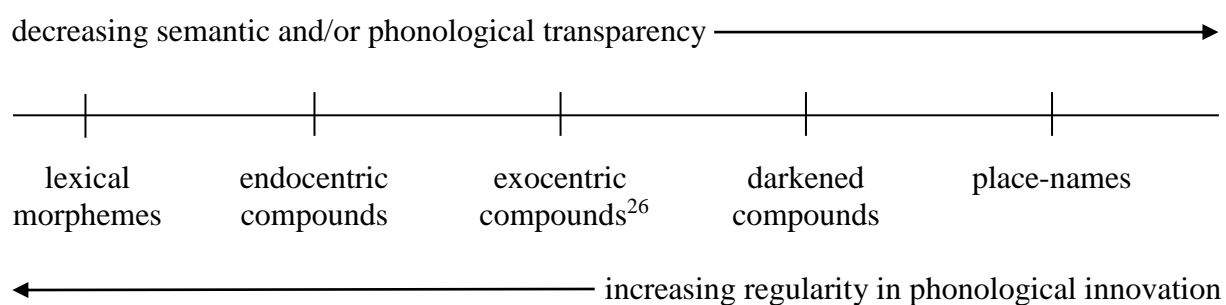 decreasing semantic and/or phonological transparency
lexical endocentric exocentric darkened place-names
morphemes compounds compounds26 compounds
increasing regularity in phonological innovation